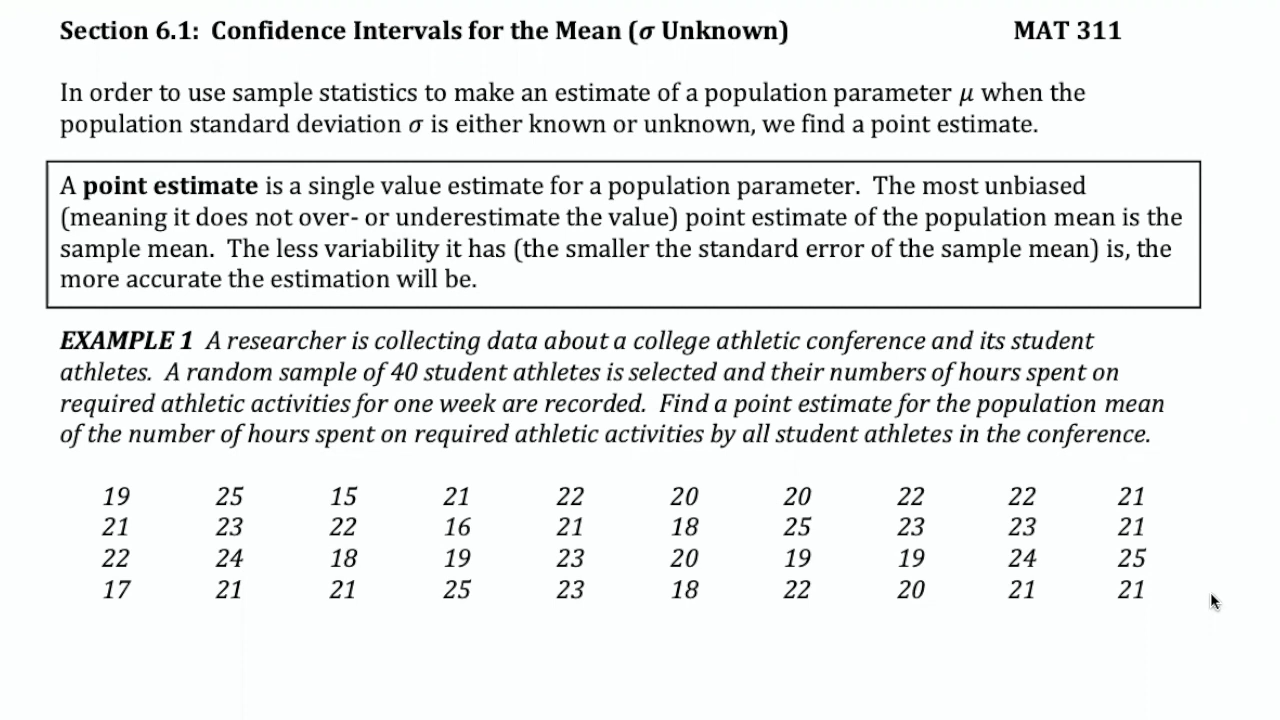 Section 6.1: Confidence Intervals for the Mean (σ Unknown) MAT 311
In order to use sample statistics to make an estimate of a population parameter μ when the
population standard deviation σ is either known or unknown, we find a point estimate.
A point estimate is a single value estimate for a population parameter. The most unbiased
(meaning it does not over- or underestimate the value) point estimate of the population mean is the
sample mean. The less variability it has (the smaller the standard error of the sample mean) is, the
more accurate the estimation will be.
EXAMPLE 1 A researcher is collecting data about a college athletic conference and its student
athletes. A random sample of 40 student athletes is selected and their numbers of hours spent on
required athletic activities for one week are recorded. Find a point estimate for the population mean
of the number of hours spent on required athletic activities by all student athletes in the conference.
19 25 15 21 22 20 20 22 22 21
21 23 22 16 21 18 25 23 23 21
22 24 18 19 23 20 19 19 24 25
17 21 21 25 23 18 22 20 21 21